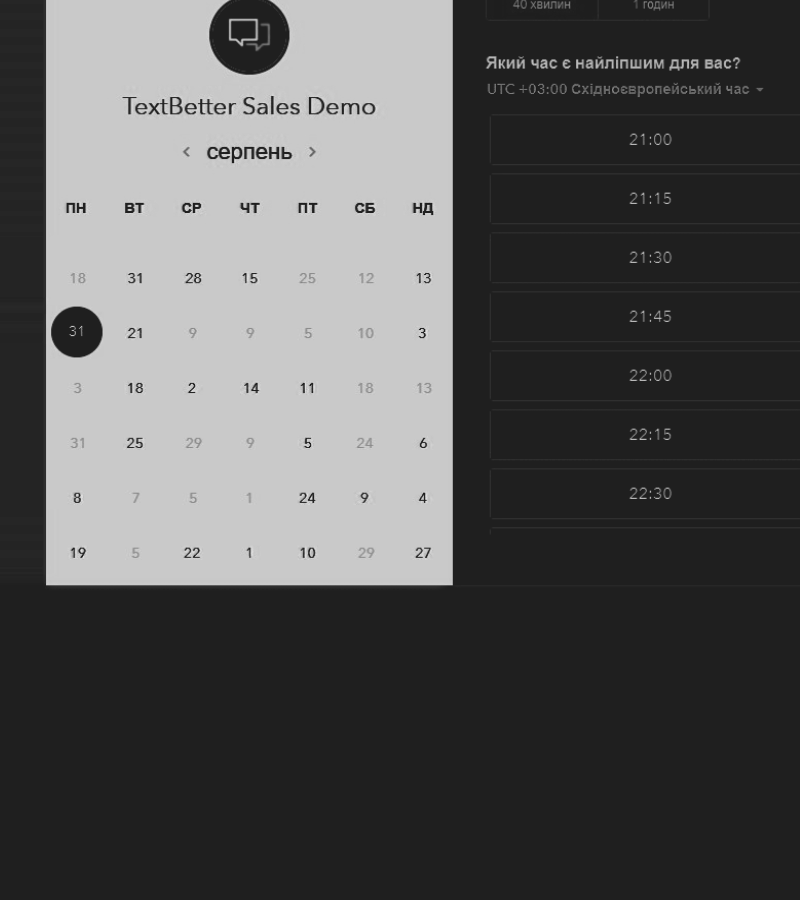 TextBetter Sales Demo
серпень
ПН ВТ СР ЧТ ПТ СБ НД
18 31 28 15 25 12 13
31 21 9 9 5 10 3
3 18 2 14 11 18 13
31 25 29 9 5 24 6
8 7 5 1 24 9 4
19 5 22 1 10 29 27
40 хвилин 1 годин
Який час є найліпшим для вас?
UTC +03:00 Східноєвропейський час
21:00
21:15
21:30
21:45
22:00
22:15
22:30